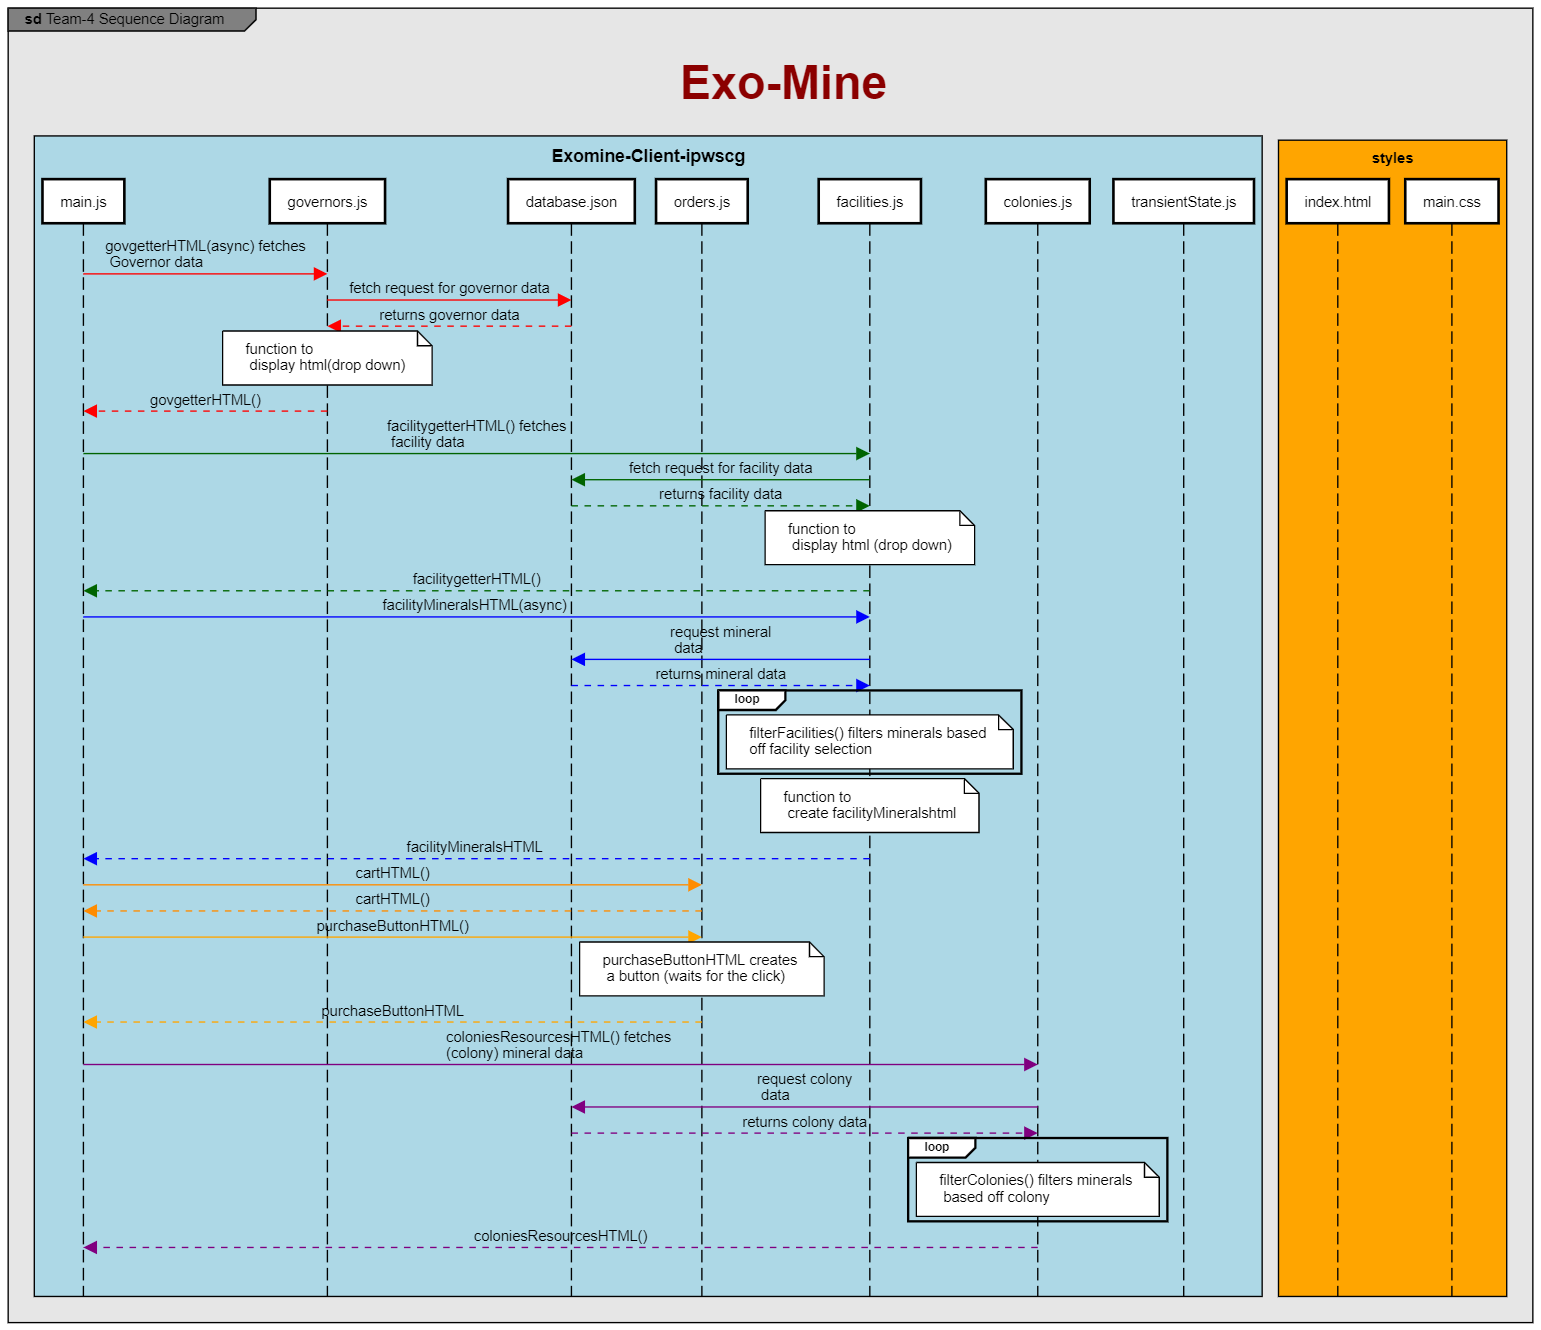 sd Team-4 Sequence Diagram
Exo-Mine
Exomine-Client-ipwscg
styles
main.js
governors.js
database.json
orders.js
facilities.js
colonies.js
transientState.js
index.html
main.css
govgetterHTML(async) fetches
Governor data
fetch request for governor data
returns governor data
function to
display html(drop down)
govgetterHTML()
facilitygetterHTML() fetches
facility data
fetch request for facility data
returns facility data
function to
display html (drop down)
facilitygetterHTML()
facilityMineralsHTML(async)
request mineral
data
returns mineral data
loop
filterFacilities() filters minerals based
off facility selection
function to
create facilityMineralshtml
facilityMineralsHTML
cartHTML()
cartHTML()
purchaseButtonHTML()
purchaseButtonHTML creates
a button (waits for the click)
purchaseButtonHTML
coloniesResourcesHTML() fetches
(colony) mineral data
request colony
data
returns colony data
loop
filterColonies() filters minerals
based off colony
coloniesResourcesHTML()